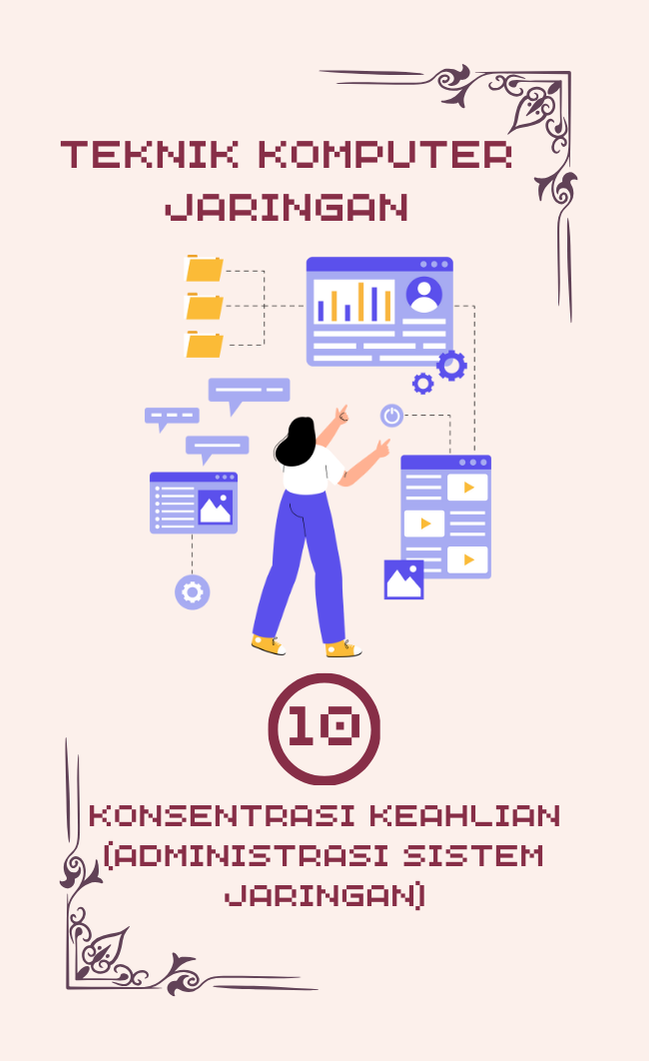 TEKNIK KOMPUTER
JARINGAN
10
KONSENTRASI KEAHLIAN
(ADMINISTRASI SISTEM
JARINGAN)